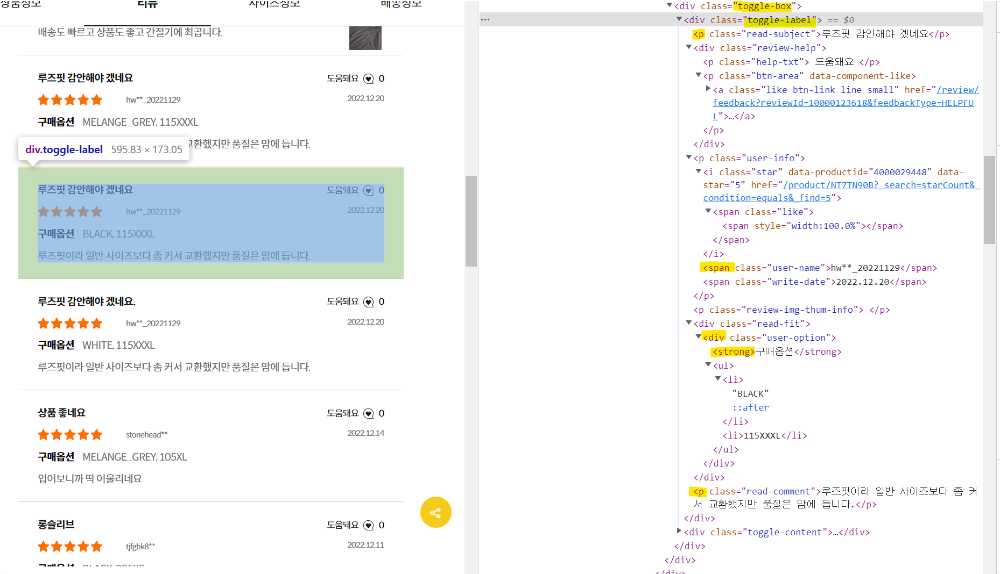 상품정보
리뷰
사이즈정보
배송정보
배송도 빠르고 상품도 좋고 간절기에 최곱니다.
루즈핏 감안해야 갰네요
도움돼요 0
hw**_20221129
2022.12.20
구매옵션 MELANGE_GREY, 115XXXL
교환했지만 품질은 맘에 듭니다.
div.toggle-label 595.83 × 173.05
루즈핏 감안해야 겠네요
도움돼요 0
hw**_20221129
2022.12.20
구매옵션 BLACK, 115XXXL
루즈핏이라 일반 사이즈보다 좀 커서 교환했지만 품질은 맘에 듭니다.
루즈핏 감안해야 겠네요.
도움돼요 0
hw**_20221129
2022.12.20
구매옵션 WHITE, 115XXXL
루즈핏이라 일반 사이즈보다 좀 커서 교환했지만 품질은 맘에 듭니다.
상품 좋네요
도움돼요 0
stonehead**
2022.12.14
구매옵션 MELANGE_GREY, 105XL
입어보니까 딱 어울리네요
롱슬리브
도움돼요 0
tjfghk8**
2022.12.11
<div class="toggle-box">
<div class="toggle-label"> == $0
<p class="read-subject">루즈핏 감안해야 겠네요</p>
<div class="review-help">
<p class="help-txt"> 도움돼요 </p>
<p class="btn-area" data-component-like>
<a class="like btn-link line small" href="/review/
feedback?reviewId=10000123618&feedbackType=HELPFU
L">…</a>
</p>
</div>
<p class="user-info">
<i class="star" data-productid="4000029448" data-
star="5" href="/product/NT7TN90B?_search=starCount&_
condition=equals&_find=5">
<span class="like">
<span style="width:100.0%"></span>
</span>
</i>
<span class="user-name">hw**_20221129</span>
<span class="write-date">2022.12.20</span>
</p>
<p class="review-img-thum-info"> </p>
<div class="read-fit">
<div class="user-option">
<strong>구매옵션</strong>
<ul>
<li>
"BLACK"
::after
</li>
<li>115XXXL</li>
</ul>
</div>
</div>
<p class="read-comment">루즈핏이라 일반 사이즈보다 좀 커
서 교환했지만 품질은 맘에 듭니다.</p>
</div>
<div class="toggle-content">…</div>
</div>
</div>